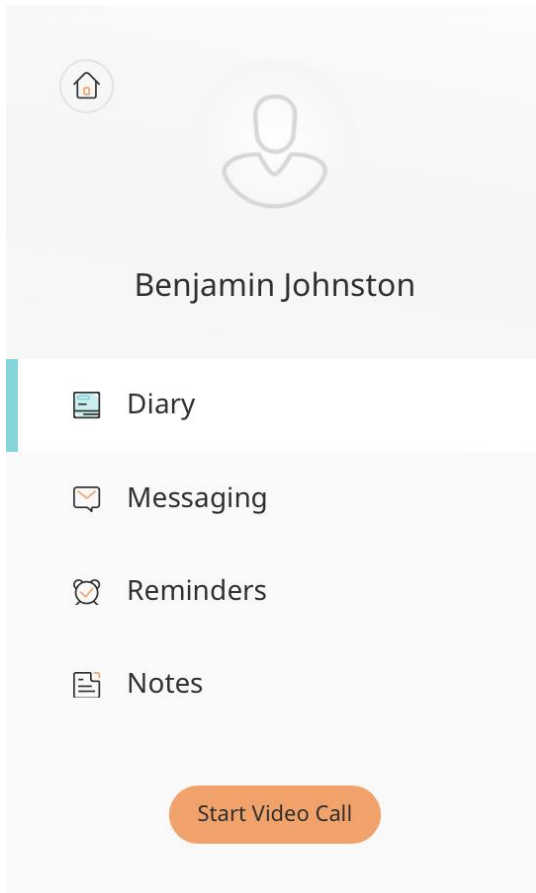 Benjamin Johnston
Diary
Messaging
Reminders
Notes
Start Video Call